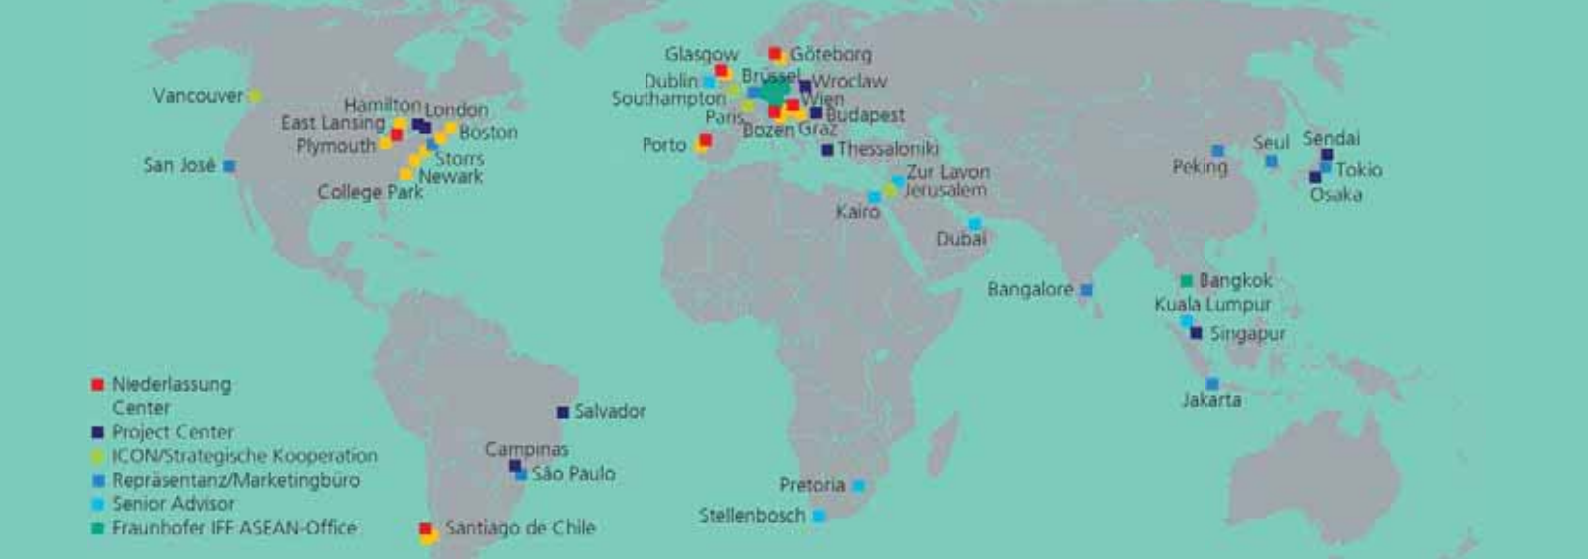 Glasgow
Göteborg
Dublin
Brüssel
Wroclaw
Vancouver
Southampton
Wien
Hamilton
London
Paris
Budapest
East Lansing
Boston
Bozen
Graz
Plymouth
Porto
Thessaloniki
Seul
Sendai
San José
Storrs
Peking
Tokio
Newark
Zur Lavon
College Park
Jerusalem
Osaka
Kairo
Dubai
Bangalore
Bangkok
Kuala Lumpur
Singapur
Jakarta
Salvador
Campinas
São Paulo
Pretoria
Stellenbosch
Santiago de Chile
Niederlassung
Center
Project Center
ICON/Strategische Kooperation
Repräsentanz/Marketingbüro
Senior Advisor
Fraunhofer IFF ASEAN-Office